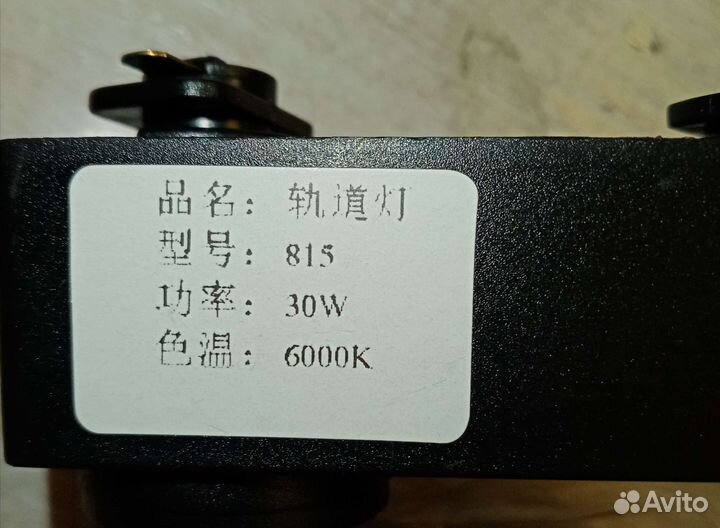 品名：轨道灯
型号：815
功率：30W
色温：6000K
Avito